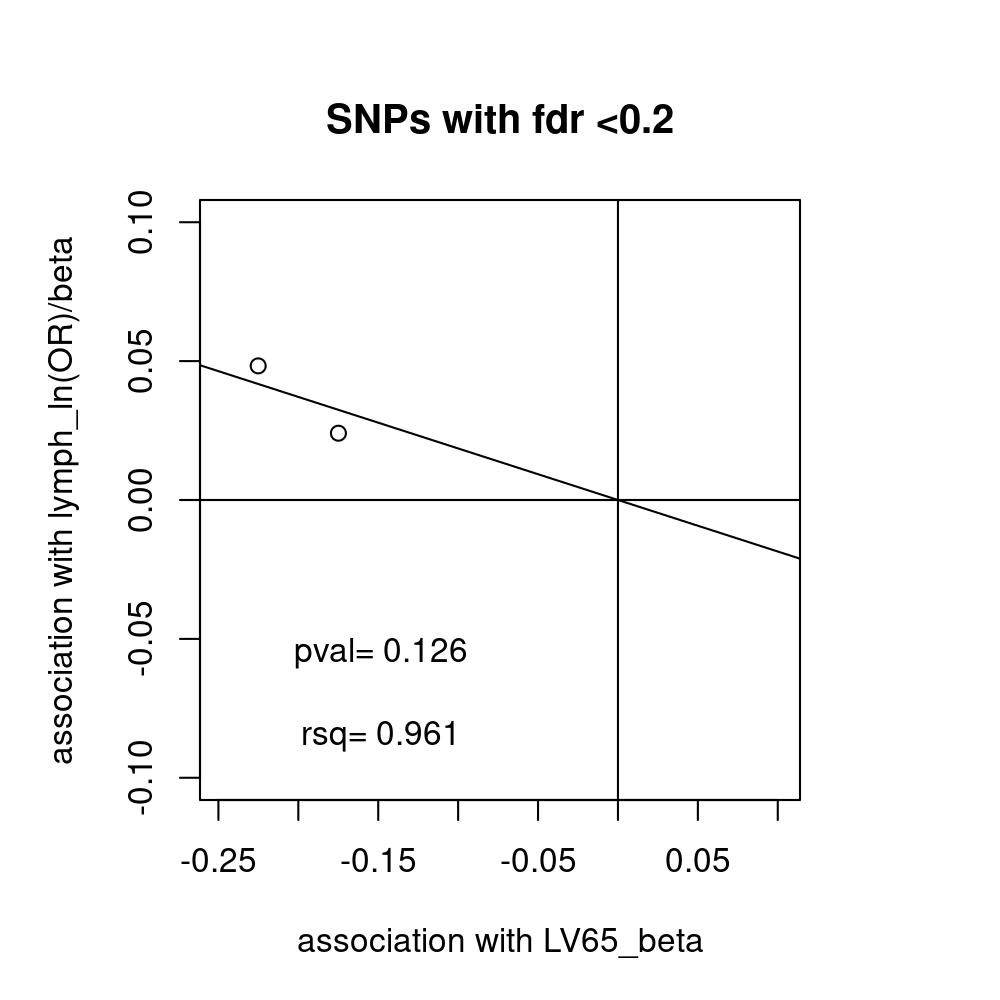 SNPs with fdr <0.2
association with lymph_ln(OR)/beta
0.10
0.05
0.00
-0.05
-0.10
pval= 0.126
rsq= 0.961
-0.25 -0.15 -0.05 0.05
association with LV65_beta